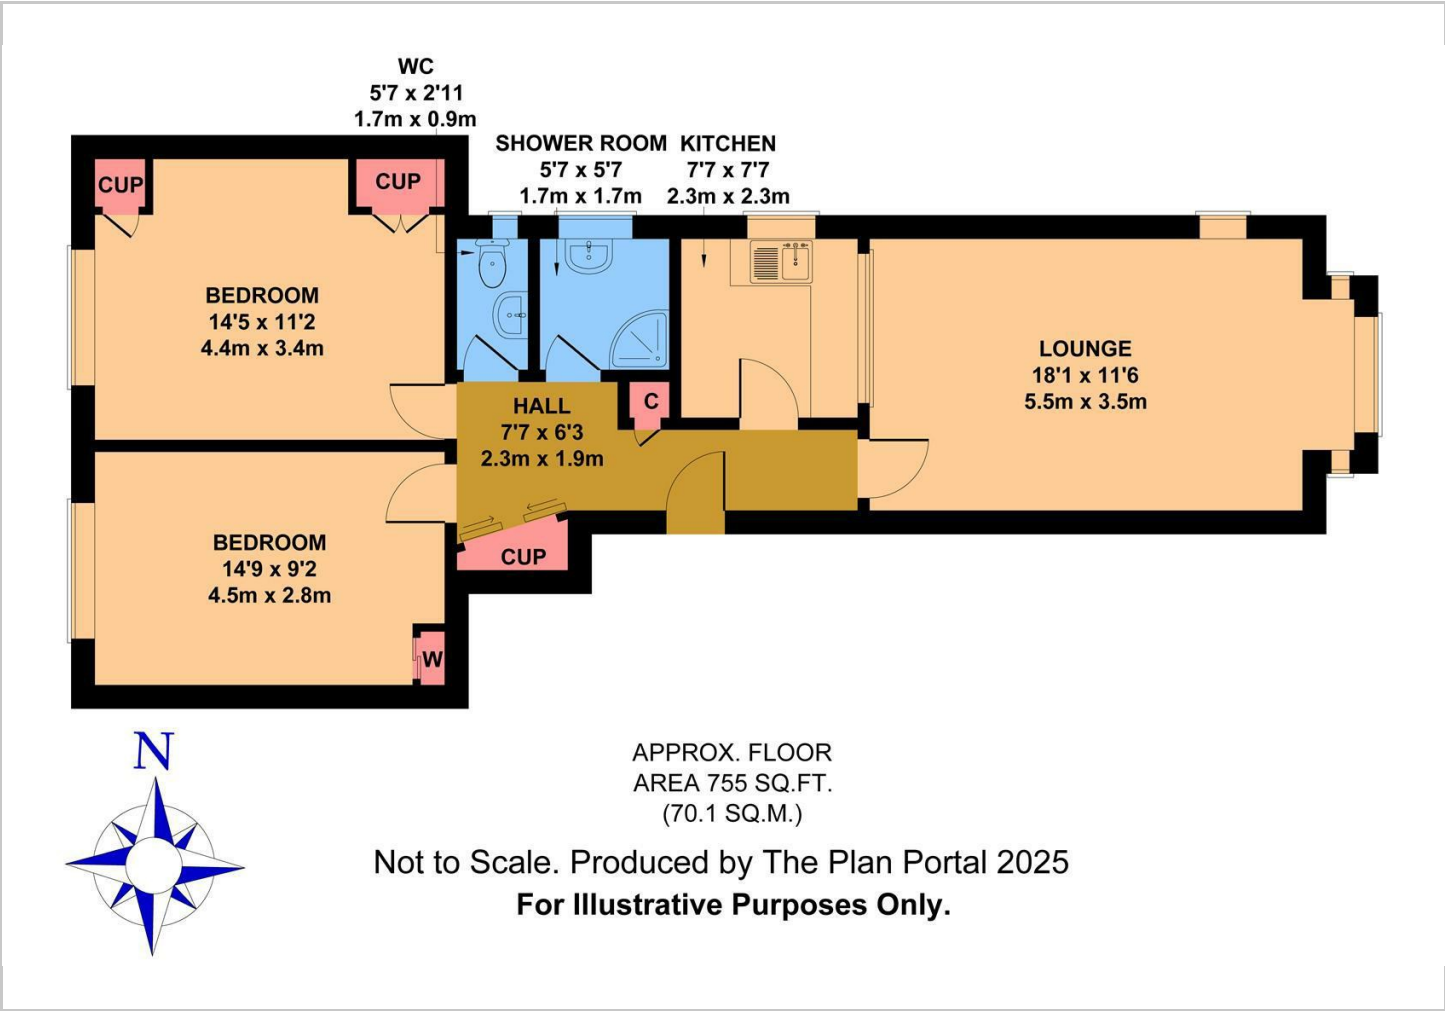 WC
5'7 x 2'11
1.7m x 0.9m
SHOWER ROOM
5'7 x 5'7
1.7m x 1.7m
KITCHEN
7'7 x 7'7
2.3m x 2.3m
CUP
CUP
BEDROOM
14'5 x 11'2
4.4m x 3.4m
LOUNGE
18'1 x 11'6
5.5m x 3.5m
HALL
7'7 x 6'3
2.3m x 1.9m
C
BEDROOM
14'9 x 9'2
4.5m x 2.8m
CUP
W
N
APPROX. FLOOR
AREA 755 SQ.FT.
(70.1 SQ.M.)
Not to Scale. Produced by The Plan Portal 2025
For Illustrative Purposes Only.